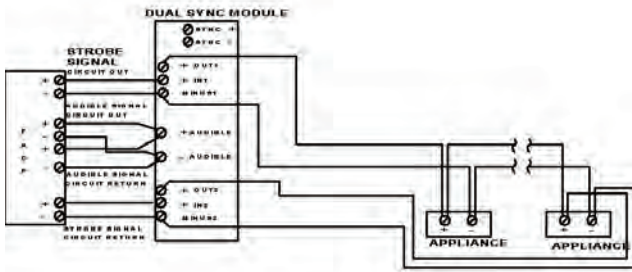 DUAL SYNC MODULE
SYNC +
SYNC -
STROBE
SIGNAL
CIRCUIT OUT
+ OUT1
+ IN1
MINUS1
+
-
AUDIBLE SIGNAL
CIRCUIT OUT
+
-
+
-
FACP
+ AUDIBLE
- AUDIBLE
AUDIBLE SIGNAL
CIRCUIT RETURN
+ OUT2
+ IN2
MINUS2
+
-
STROBE SIGNAL
CIRCUIT RETURN
+ -
APPLIANCE
+ -
APPLIANCE